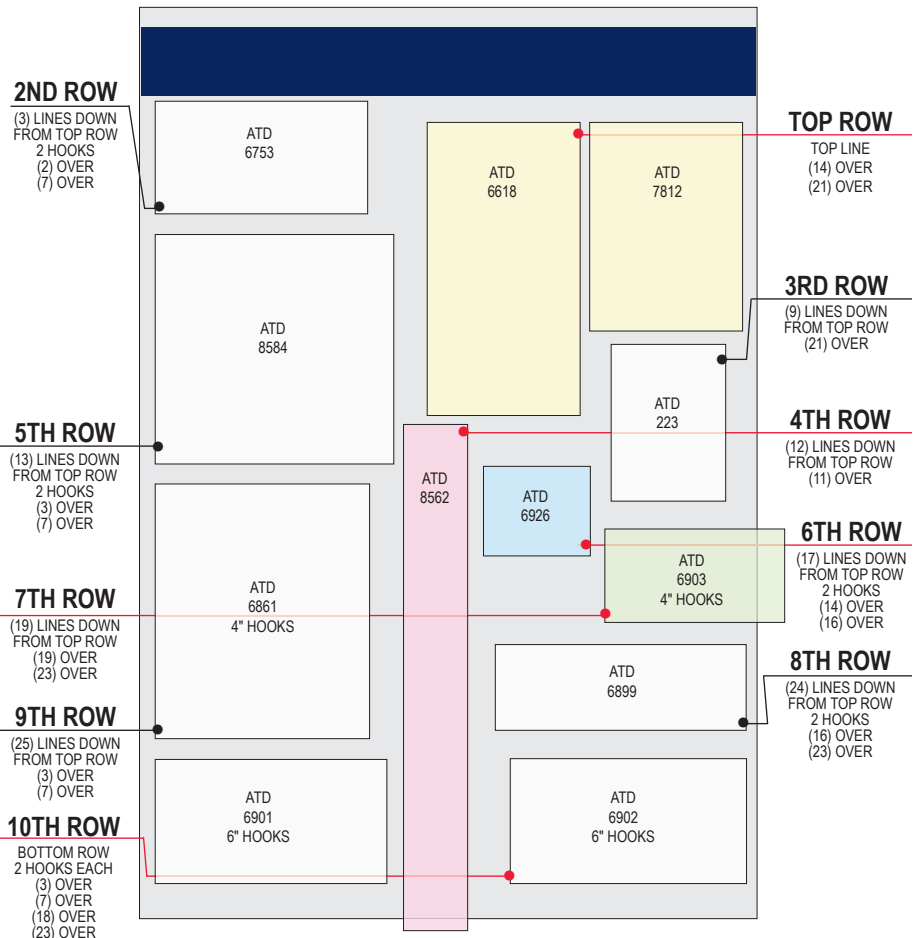 2ND ROW
(3) LINES DOWN
FROM TOP ROW
2 HOOKS
(2) OVER
(7) OVER
ATD
6753
ATD
6618
ATD
7812
TOP ROW
TOP LINE
(14) OVER
(21) OVER
3RD ROW
(9) LINES DOWN
FROM TOP ROW
(21) OVER
ATD
8584
ATD
223
4TH ROW
(12) LINES DOWN
FROM TOP ROW
(11) OVER
5TH ROW
(13) LINES DOWN
FROM TOP ROW
2 HOOKS
(3) OVER
(7) OVER
ATD
8562
ATD
6926
6TH ROW
(17) LINES DOWN
FROM TOP ROW
2 HOOKS
(14) OVER
(16) OVER
ATD
6903
4" HOOKS
ATD
6861
4" HOOKS
7TH ROW
(19) LINES DOWN
FROM TOP ROW
(19) OVER
(23) OVER
ATD
6899
8TH ROW
(24) LINES DOWN
FROM TOP ROW
2 HOOKS
(16) OVER
(23) OVER
9TH ROW
(25) LINES DOWN
FROM TOP ROW
(3) OVER
(7) OVER
ATD
6901
6" HOOKS
ATD
6902
6" HOOKS
10TH ROW
BOTTOM ROW
2 HOOKS EACH
(3) OVER
(7) OVER
(18) OVER
(23) OVER